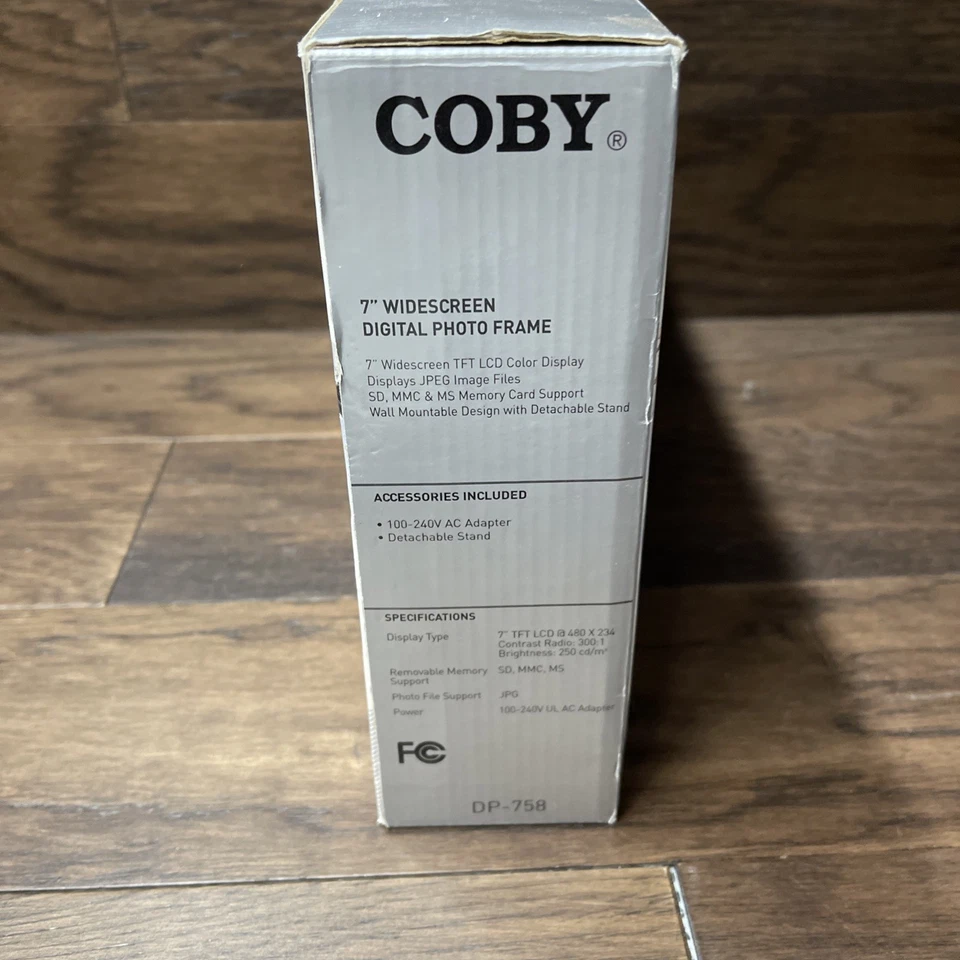 COBY®
7" WIDESCREEN
DIGITAL PHOTO FRAME
7" Widescreen TFT LCD Color Display
Displays JPEG Image Files
SD, MMC & MS Memory Card Support
Wall Mountable Design with Detachable Stand
ACCESSORIES INCLUDED
• 100-240V AC Adapter
• Detachable Stand
SPECIFICATIONS
Display Type 7" TFT LCD @ 480 X 234
Contrast Radio: 300:1
Brightness: 250 cd/m²
Removable Memory Support SD, MMC, MS
Photo File Support JPG
Power 100-240V UL AC Adapter
FC
DP-758